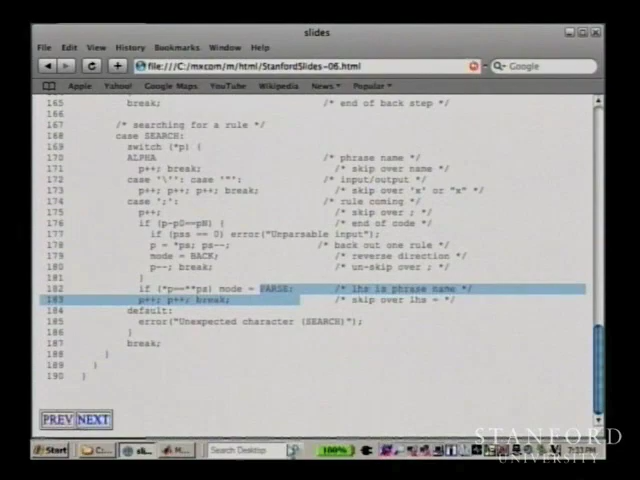 slides
File Edit View History Bookmarks Window Help
file:///C:/mxcom/m/html/StanfordSlides-06.html
Google
Apple Yahoo! Google Maps YouTube Wikipedia News Popular
165 break; /* end of back step */
166
167 /* searching for a rule */
168 case SEARCH:
169 switch (*p) {
170 ALPHA /* phrase name */
171 p++; break; /* skip over name */
172 case '\'': case '"': /* input/output */
173 p++; p++; p++; break; /* skip over 'x' or "x" */
174 case ';': /* rule coming */
175 p++; /* skip over ; */
176 if (p-p0==pN) { /* end of code */
177 if (pss == 0) error("Unparsable input");
178 p = *ps; ps--; /* back out one rule */
179 mode = BACK; /* reverse direction */
180 p--; break; /* un-skip over ; */
181 }
182 if (*p==**ps) mode = PARSE; /* lhs is phrase name */
183 p++; p++; break; /* skip over lhs = */
184 default:
185 error("Unexpected character (SEARCH)");
186 }
187 break;
188 }
189 }
190 }
PREV NEXT
Start Search Desktop 100% 7:33 PM
STANFORD
UNIVERSITY